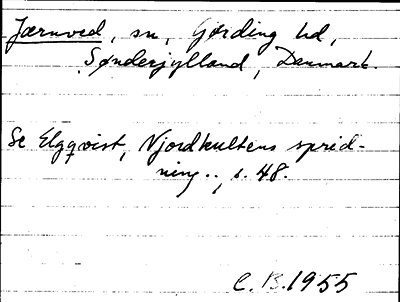 Jærnved, sn, Gørding hd,
Sønderjylland, Danmark.
Se Elgqvist, Njordkultens sprid-
ning.., s. 48.
C. B. 1955